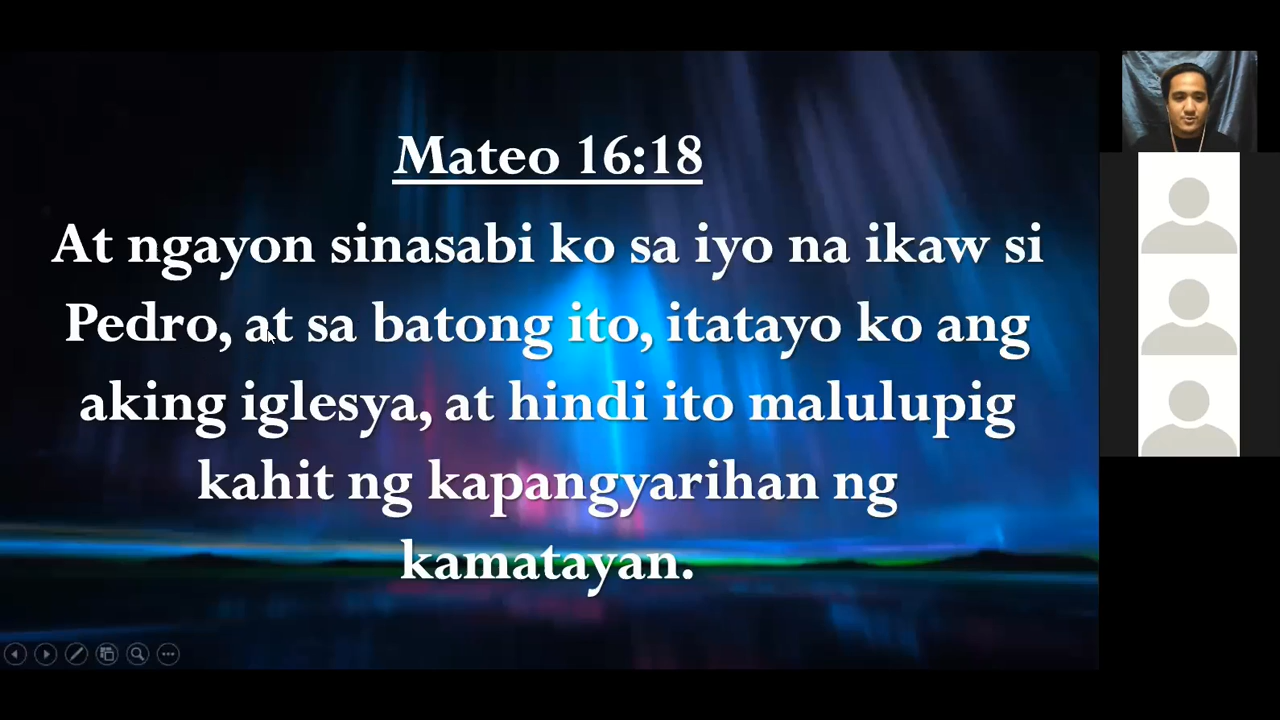 Mateo 16:18
At ngayon sinasabi ko sa iyo na ikaw si
Pedro, at sa batong ito, itatayo ko ang
aking iglesya, at hindi ito malulupig
kahit ng kapangyarihan ng
kamatayan.